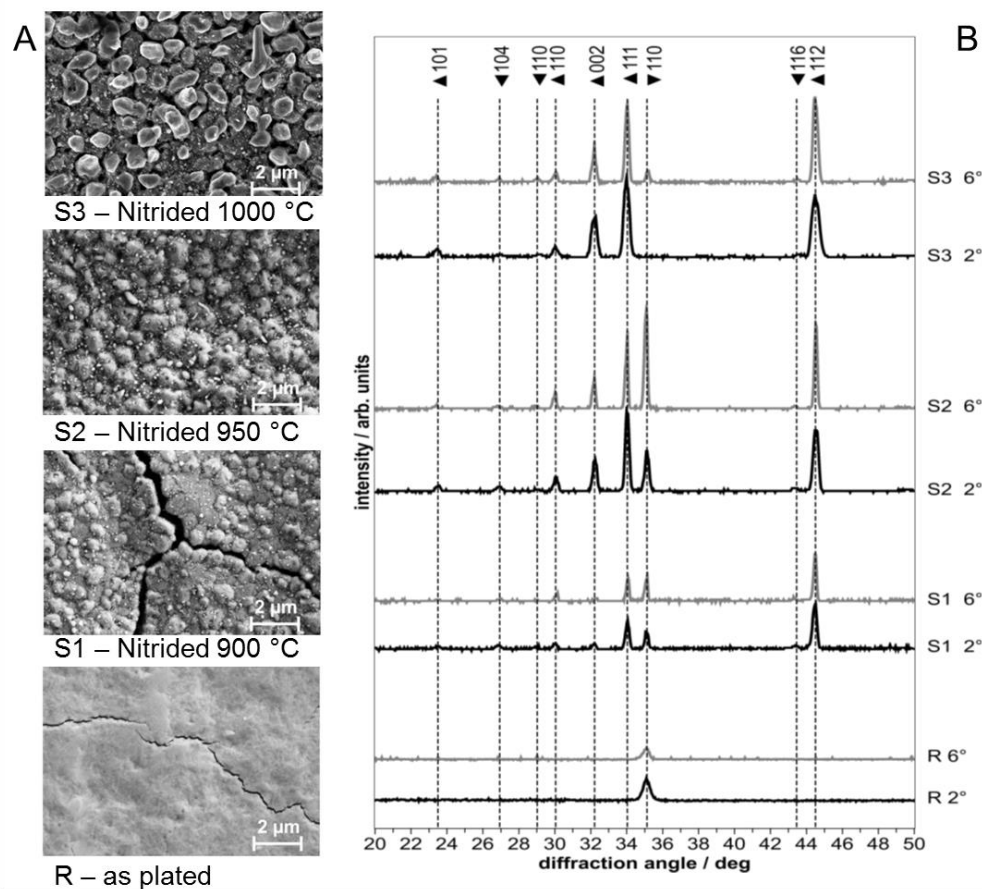 A
2 µm
S3 – Nitrided 1000 °C
2 µm
S2 – Nitrided 950 °C
2 µm
S1 – Nitrided 900 °C
2 µm
R – as plated
B
◄ 101
▼ 104
▼ 110
◄ 110
◄ 002
◄ 111
► 110
▼ 116
◄ 112
S3 6°
S3 2°
S2 6°
S2 2°
S1 6°
S1 2°
R 6°
R 2°
intensity / arb. units
20 22 24 26 28 30 32 34 36 38 40 42 44 46 48 50
diffraction angle / deg